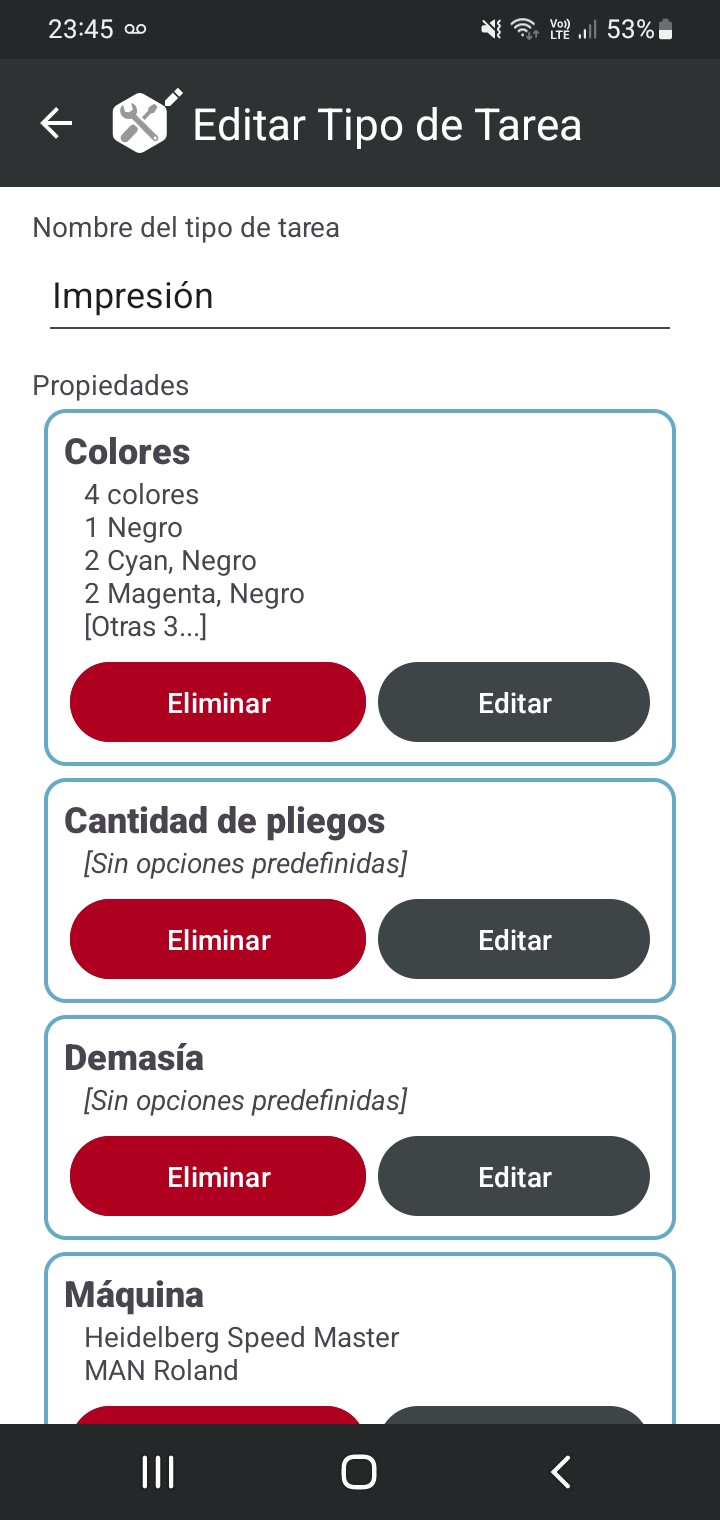 23:45
Vo))
LTE
53%
Editar Tipo de Tarea
Nombre del tipo de tarea
Impresión
Propiedades
Colores
4 colores
1 Negro
2 Cyan, Negro
2 Magenta, Negro
[Otras 3...]
Eliminar
Editar
Cantidad de pliegos
[Sin opciones predefinidas]
Eliminar
Editar
Demasía
[Sin opciones predefinidas]
Eliminar
Editar
Máquina
Heidelberg Speed Master
MAN Roland